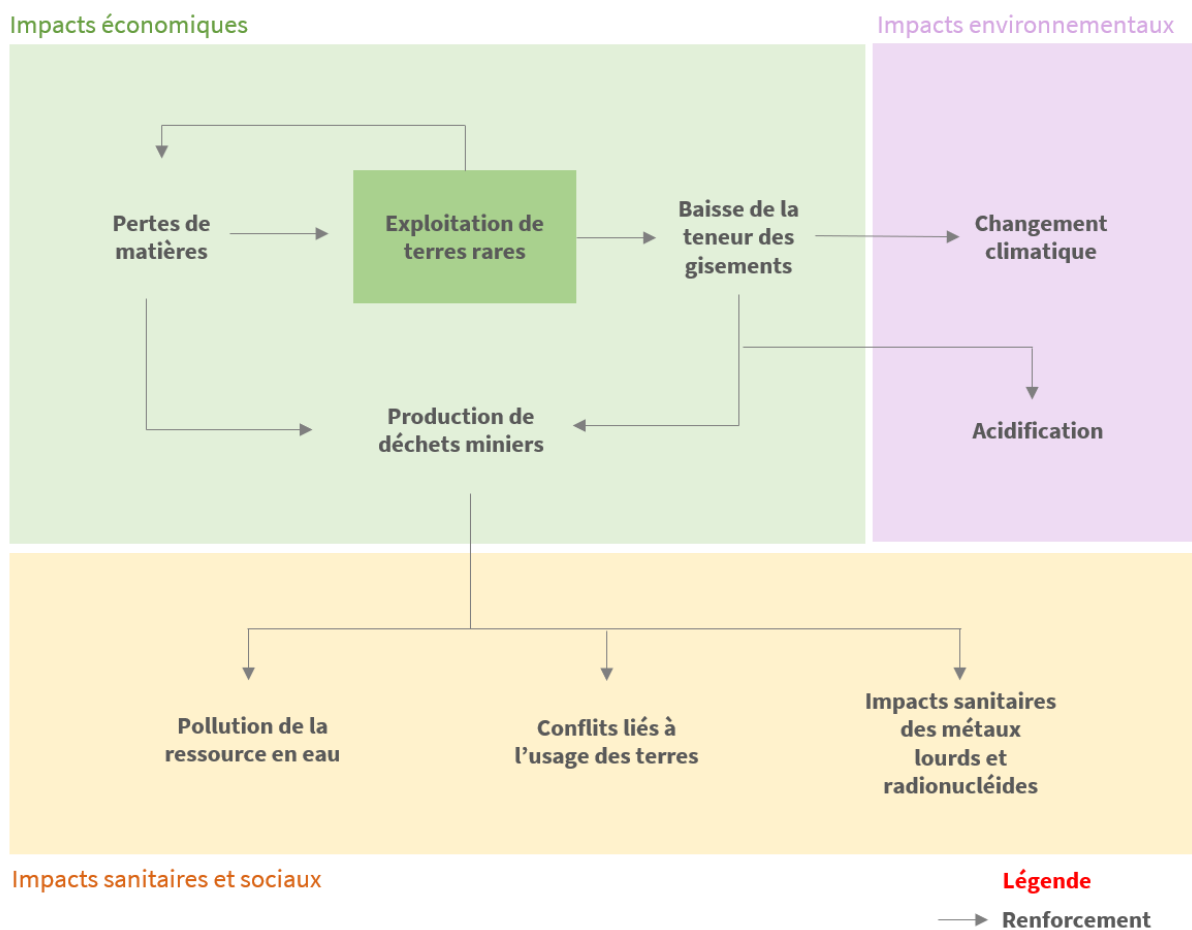 Impacts économiques
Impacts environnementaux
Pertes de
matières
Exploitation de
terres rares
Baisse de la
teneur des
gisements
Changement
climatique
Production de
déchets miniers
Acidification
Pollution de la
ressource en eau
Conflits liés à
l’usage des terres
Impacts sanitaires
des métaux
lourds et
radionucléides
Impacts sanitaires et sociaux
Légende
Renforcement